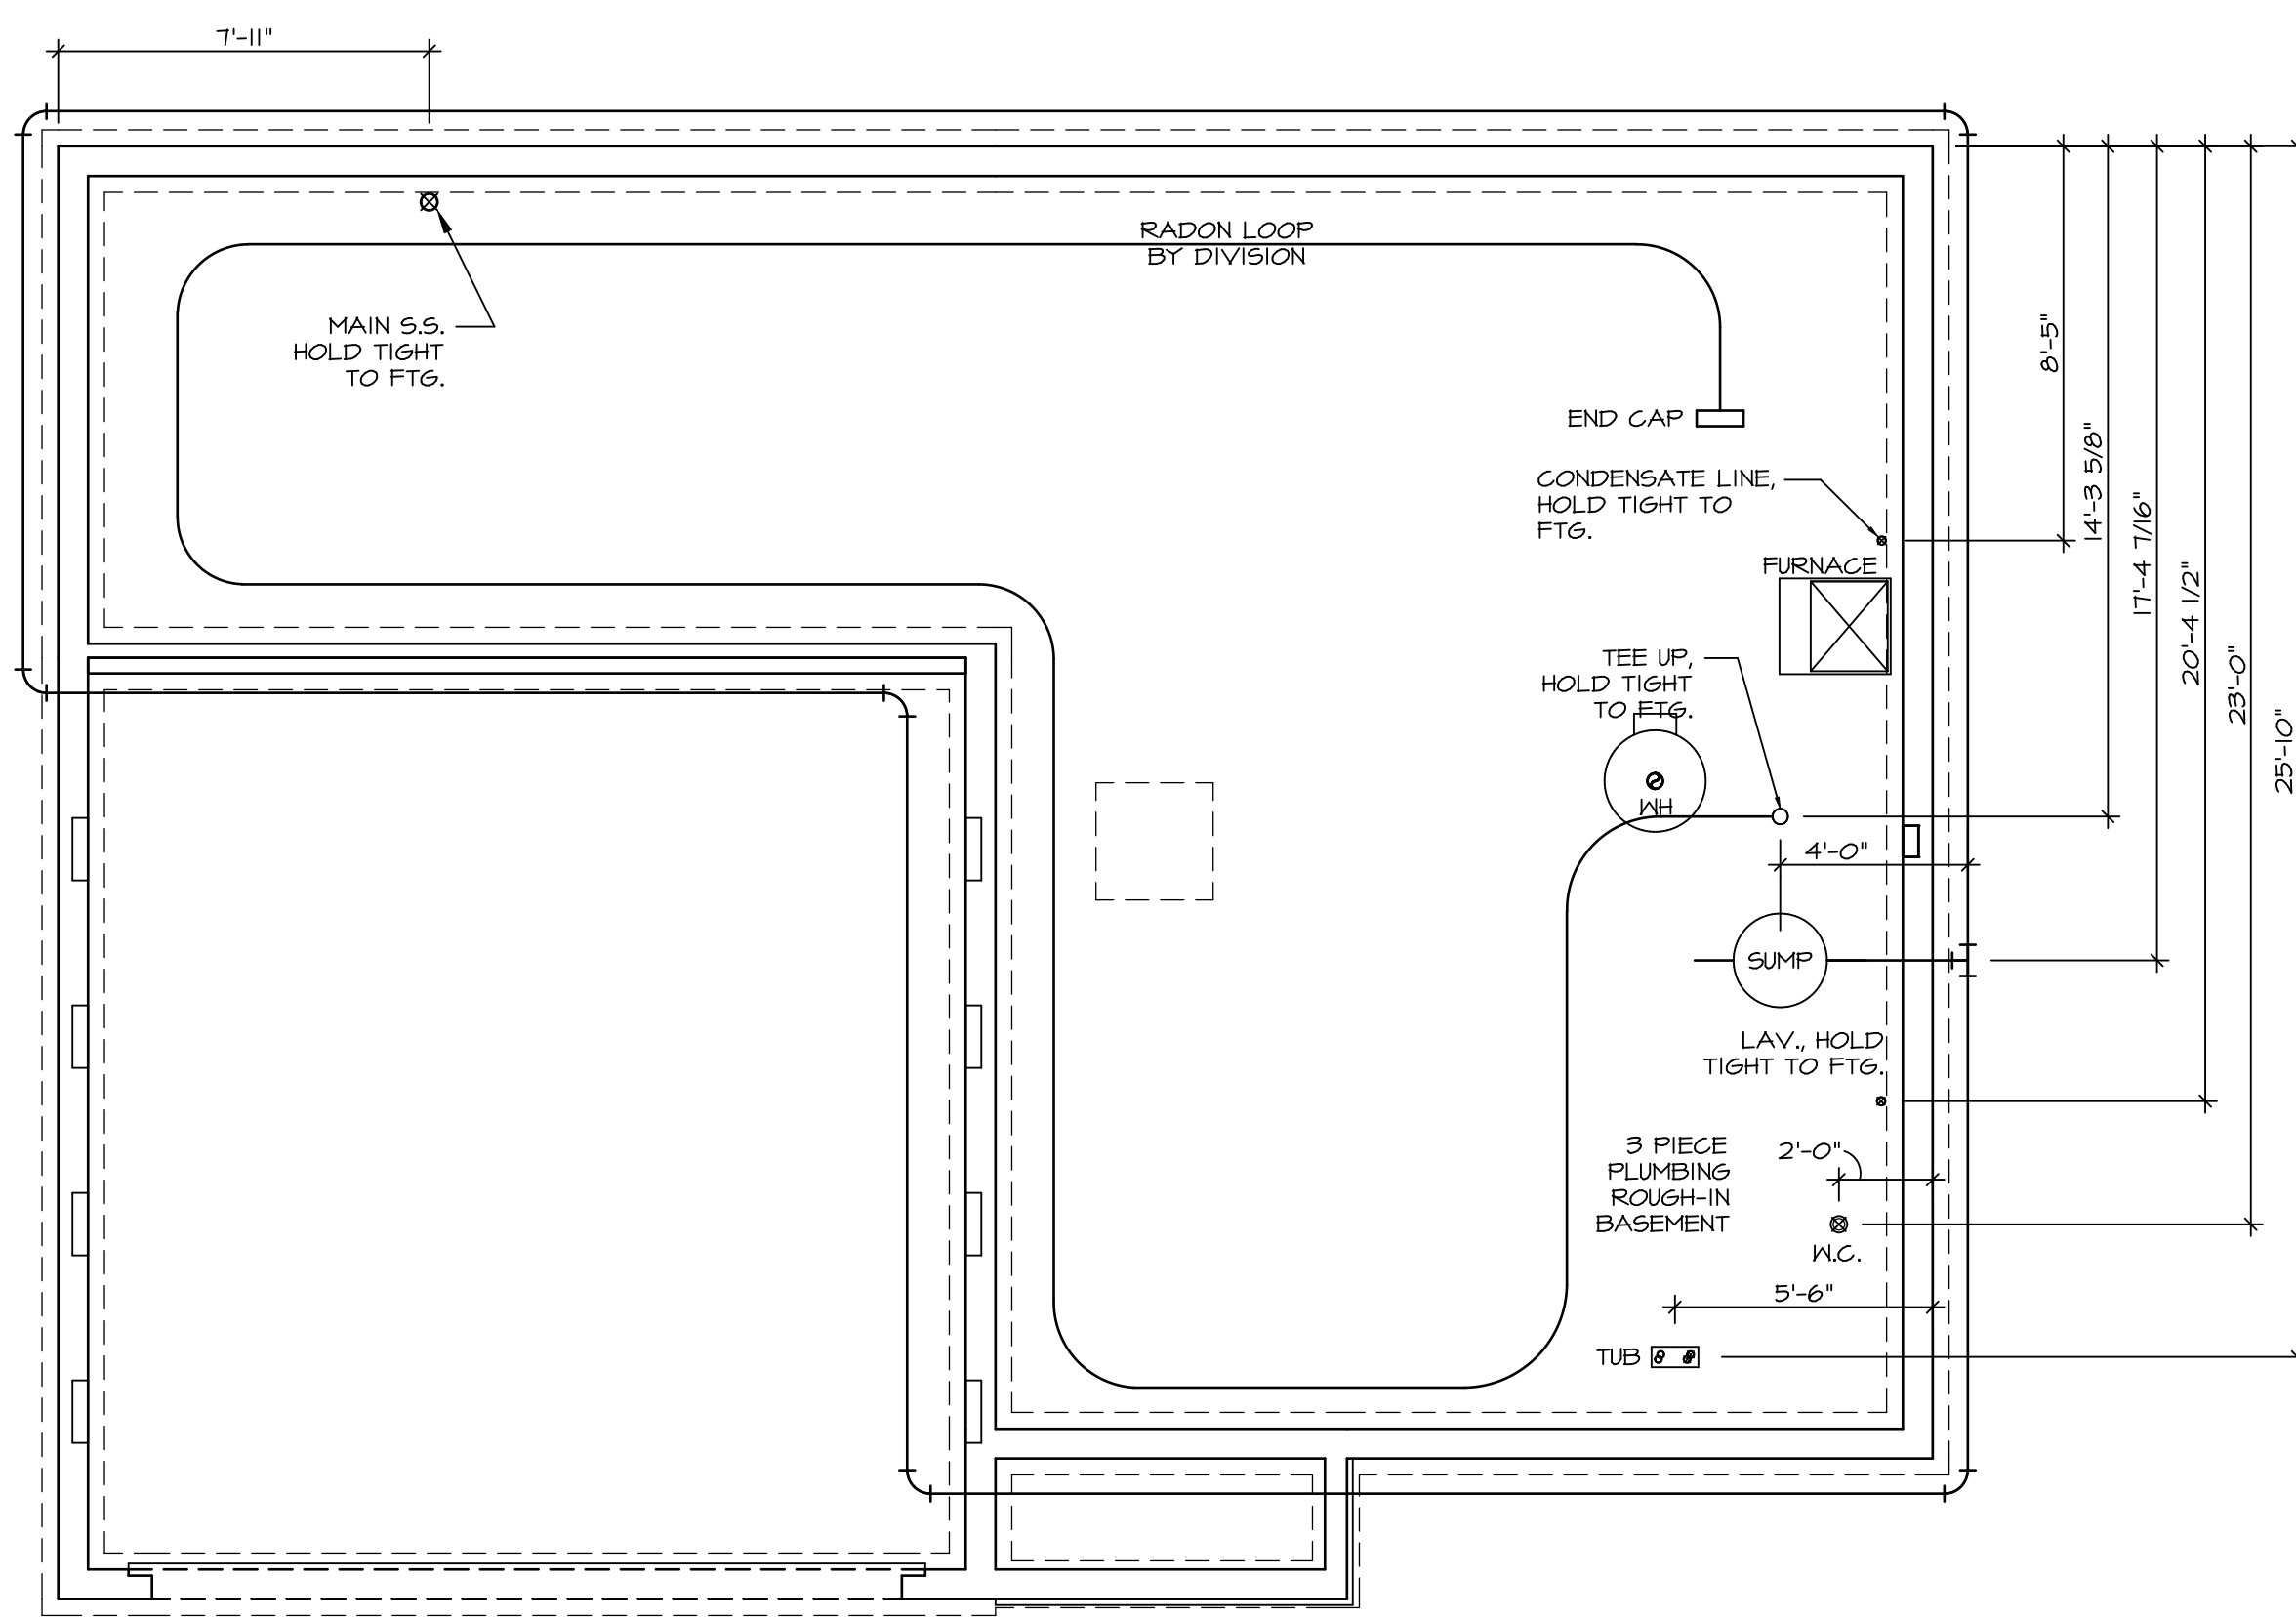 7'-11"
RADON LOOP
BY DIVISION
MAIN S.S.
HOLD TIGHT
TO FTG.
END CAP
CONDENSATE LINE,
HOLD TIGHT TO
FTG.
FURNACE
TEE UP,
HOLD TIGHT
TO FTG.
WH
4'-0"
SUMP
LAV., HOLD
TIGHT TO FTG.
3 PIECE
PLUMBING
ROUGH-IN
BASEMENT
2'-0"
W.C.
5'-6"
TUB
8'-5"
14'-3 5/8"
17'-4 7/16"
20'-4 1/2"
23'-0"
25'-10"